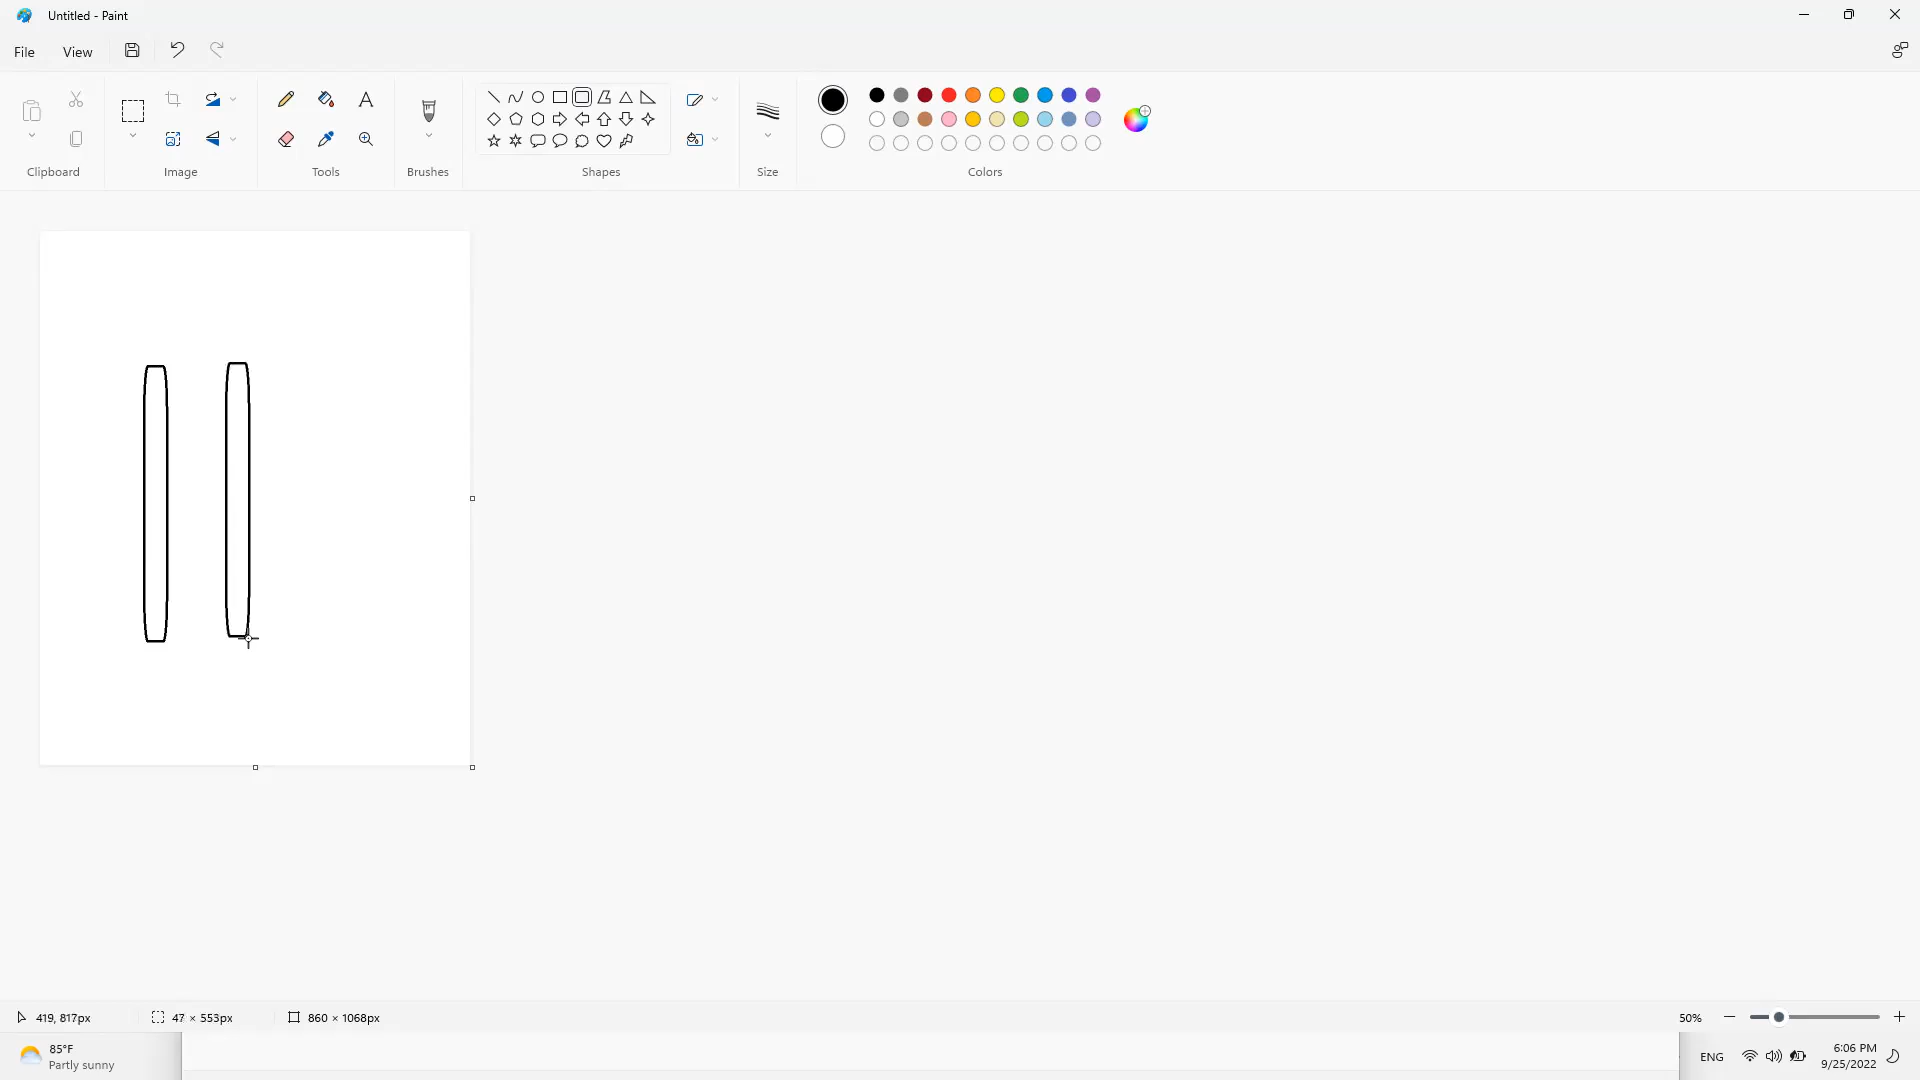 Untitled - Paint
File View
Clipboard Image Tools Brushes Shapes Size Colors
419, 817px 47 × 553px 860 × 1068px 50%
85°F
Partly sunny
ENG 6:06 PM
9/25/2022